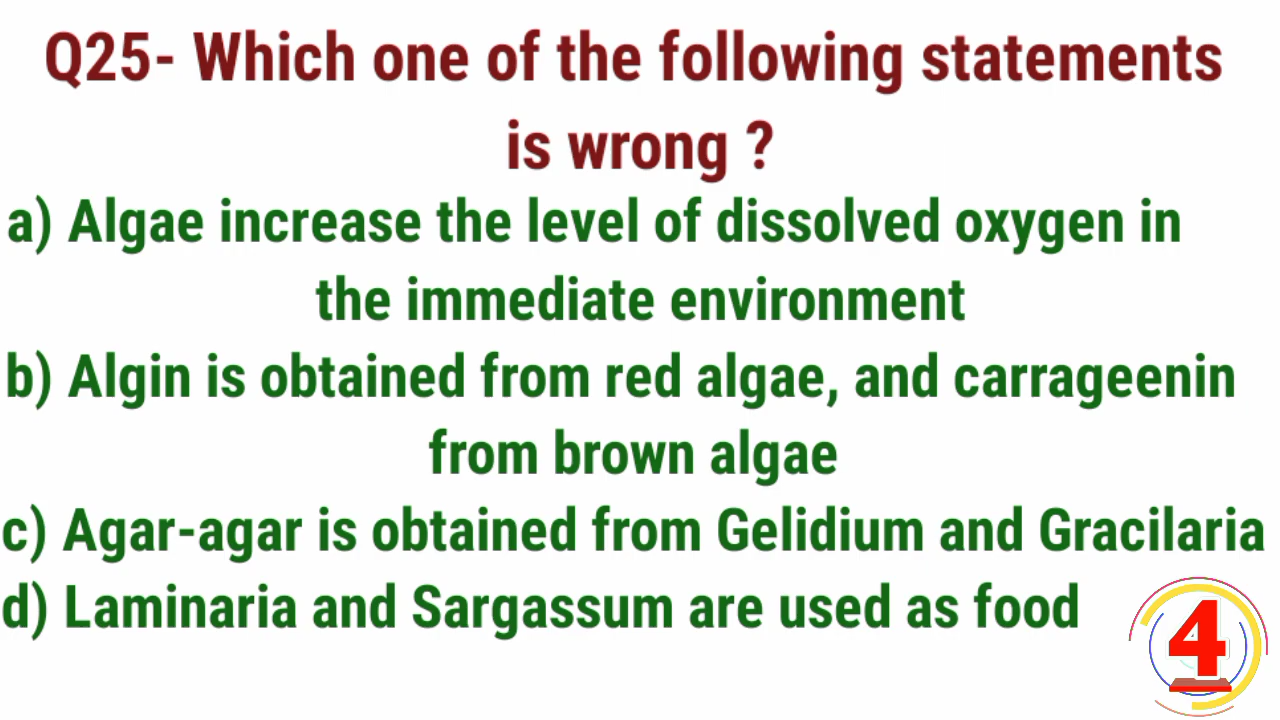 Q25- Which one of the following statements
is wrong ?
a) Algae increase the level of dissolved oxygen in
the immediate environment
b) Algin is obtained from red algae, and carrageenin
from brown algae
c) Agar-agar is obtained from Gelidium and Gracilaria
d) Laminaria and Sargassum are used as food
4